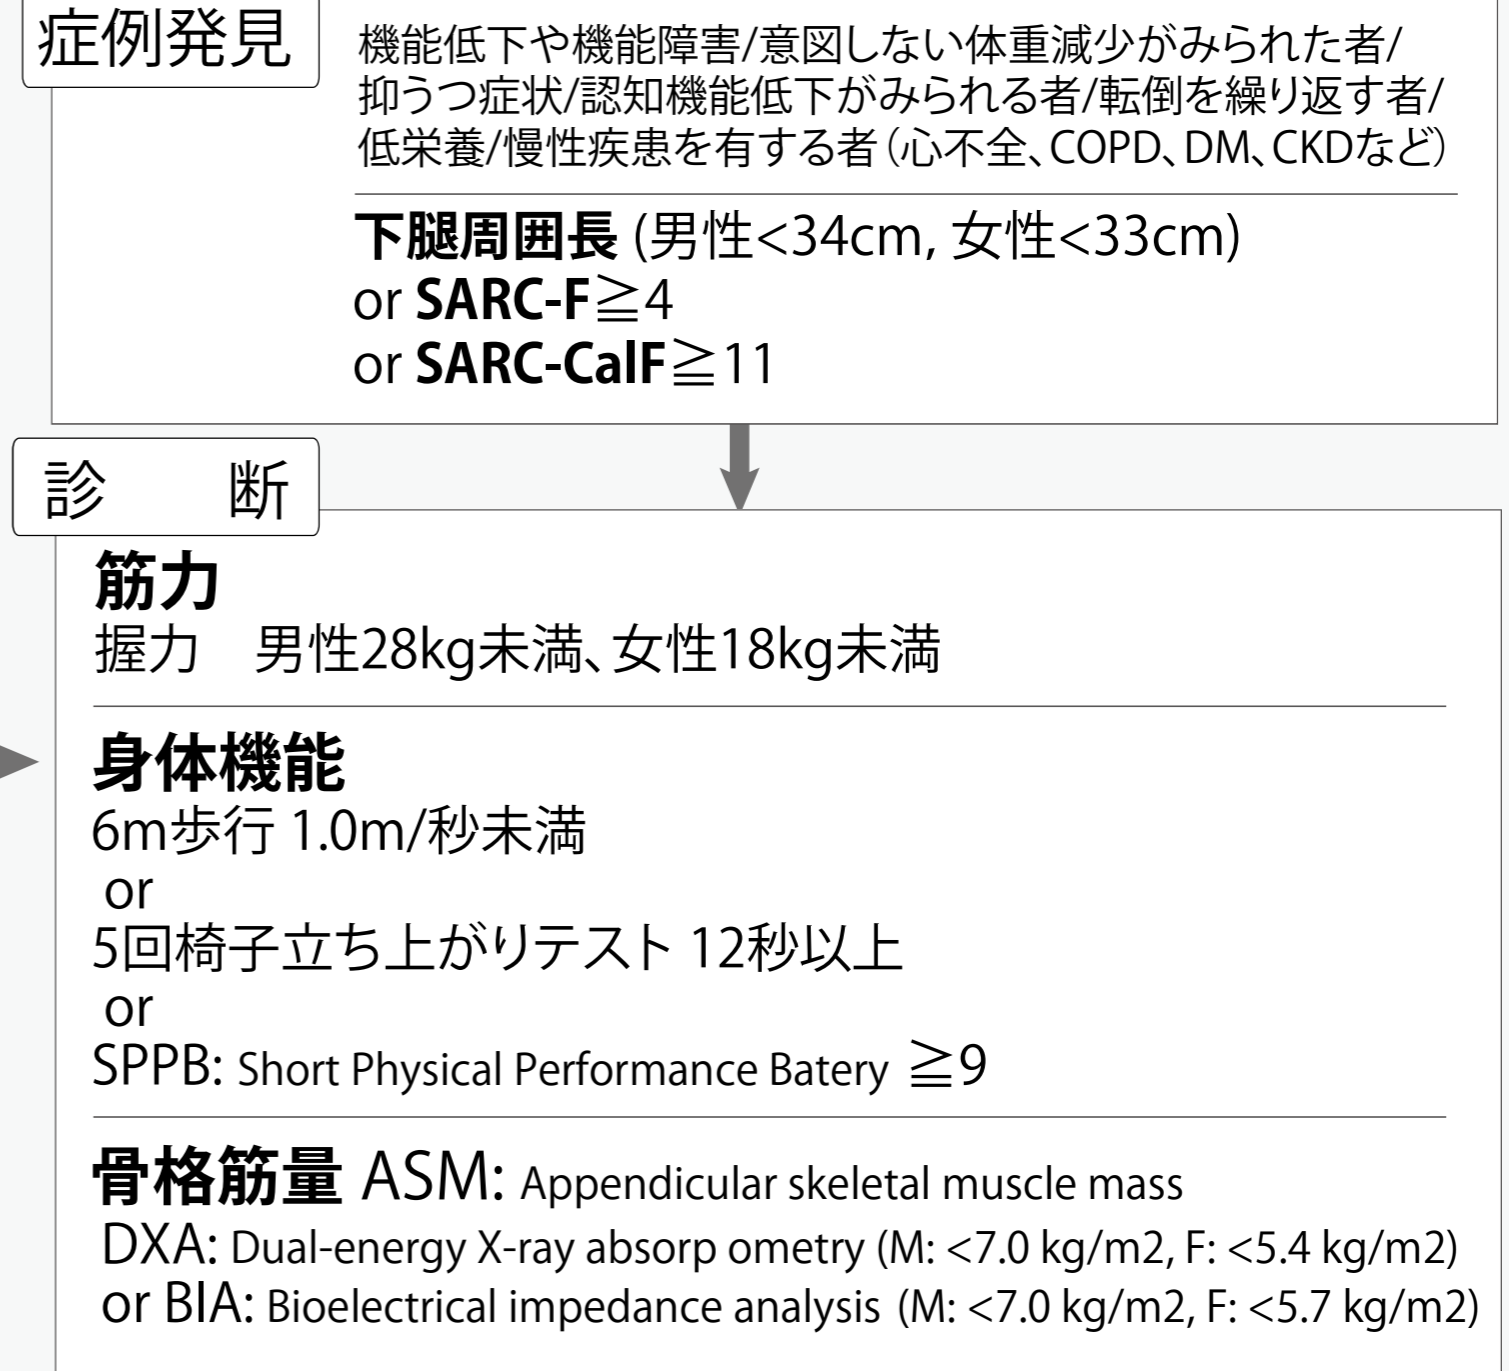 症例発見
機能低下や機能障害/意図しない体重減少がみられた者/
抑うつ症状/認知機能低下がみられる者/転倒を繰り返す者/
低栄養/慢性疾患を有する者（心不全、COPD、DM、CKDなど）
下腿周囲長 (男性<34cm, 女性<33cm)
or SARC-F≧4
or SARC-CalF≧11
診　断
筋力
握力　男性28kg未満、女性18kg未満
身体機能
6m歩行 1.0m/秒未満
or
5回椅子立ち上がりテスト 12秒以上
or
SPPB: Short Physical Performance Batery ≧9
骨格筋量 ASM: Appendicular skeletal muscle mass
DXA: Dual-energy X-ray absorp ometry (M: <7.0 kg/m2, F: <5.4 kg/m2)
or BIA: Bioelectrical impedance analysis (M: <7.0 kg/m2, F: <5.7 kg/m2)